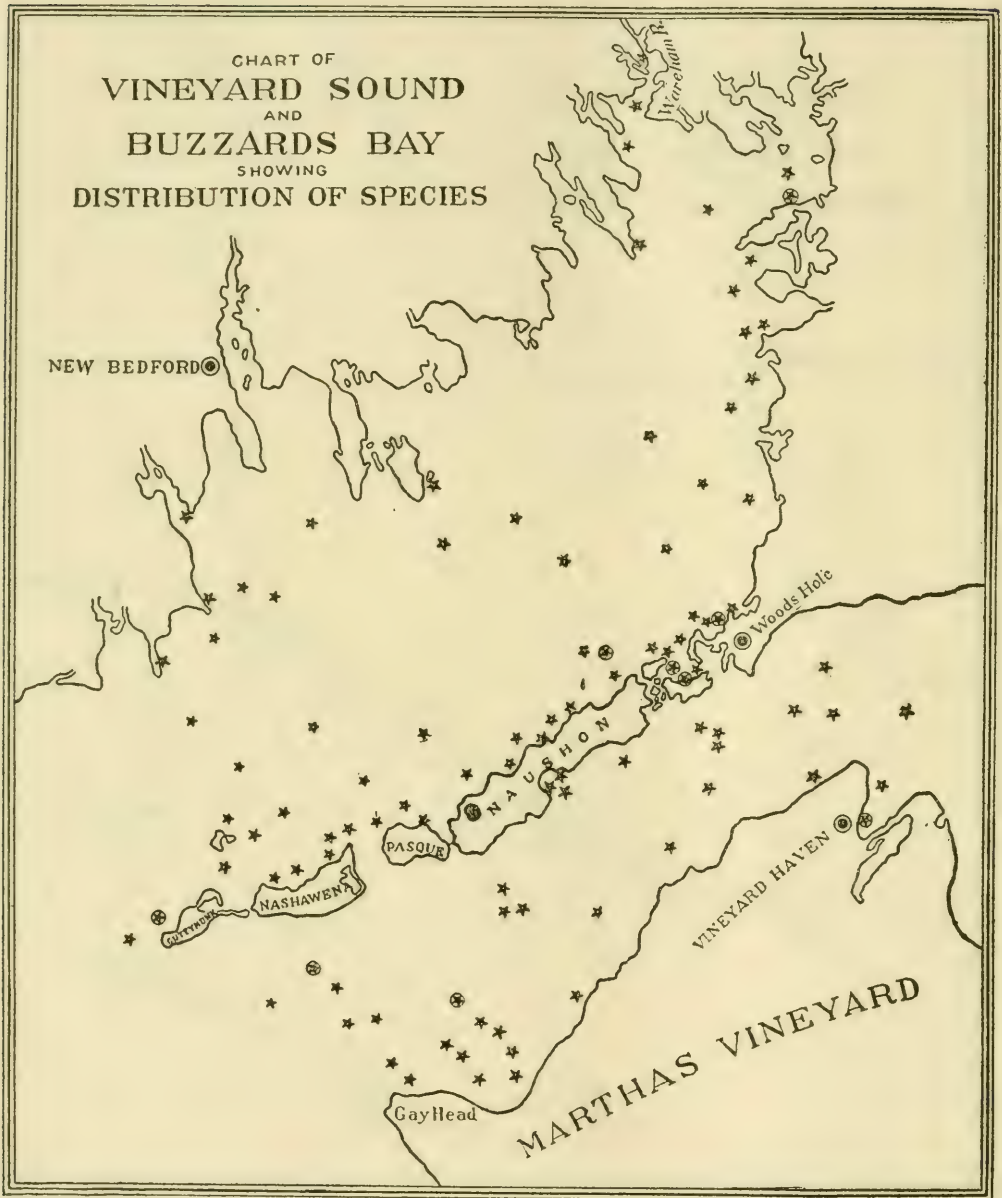 CHART OF
VINEYARD SOUND
AND
BUZZARDS BAY
SHOWING
DISTRIBUTION OF SPECIES
Wareham R.
NEW BEDFORD
Woods Hole
NAUSHON
PASQUE
NASHAWENA
CUTTYHUNK
VINEYARD HAVEN
MARTHAS VINEYARD
Gay Head